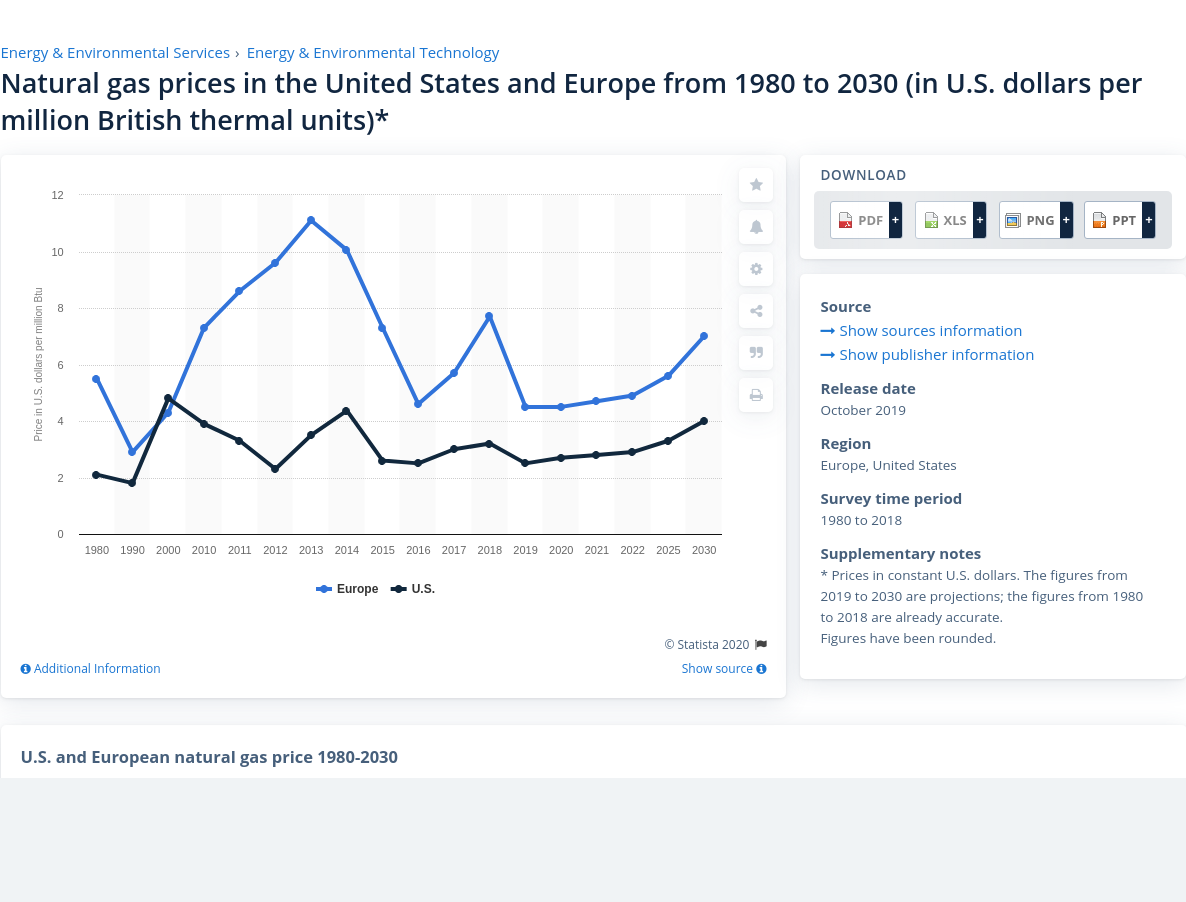 Energy & Environmental Services › Energy & Environmental Technology
Natural gas prices in the United States and Europe from 1980 to 2030 (in U.S. dollars per
million British thermal units)*
12
10
8
6
4
2
0
Price in U.S. dollars per million Btu
1980 1990 2000 2010 2011 2012 2013 2014 2015 2016 2017 2018 2019 2020 2021 2022 2025 2030
Europe U.S.
© Statista 2020
Additional Information
Show source
DOWNLOAD
PDF + XLS + PNG + PPT +
Source
Show sources information
Show publisher information
Release date
October 2019
Region
Europe, United States
Survey time period
1980 to 2018
Supplementary notes
* Prices in constant U.S. dollars. The figures from
2019 to 2030 are projections; the figures from 1980
to 2018 are already accurate.
Figures have been rounded.
U.S. and European natural gas price 1980-2030